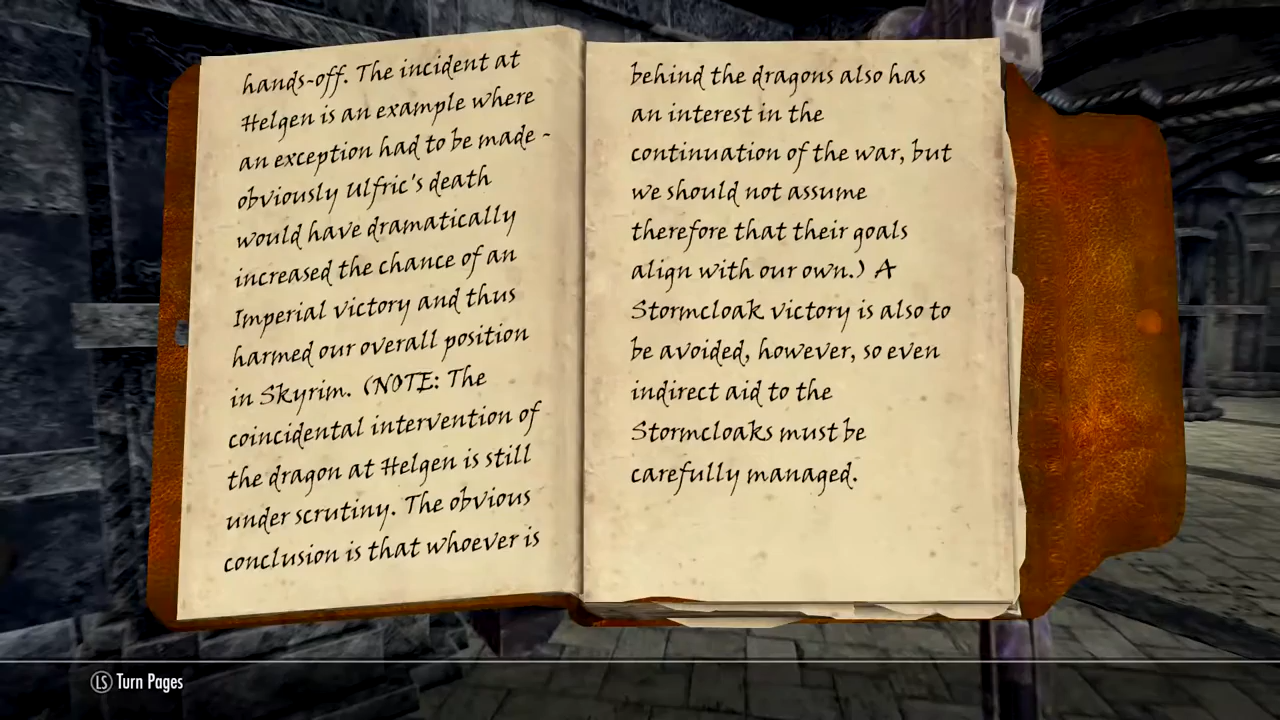 hands-off. The incident at
Helgen is an example where
an exception had to be made -
obviously Ulfric's death
would have dramatically
increased the chance of an
Imperial victory and thus
harmed our overall position
in Skyrim. (NOTE: The
coincidental intervention of
the dragon at Helgen is still
under scrutiny. The obvious
conclusion is that whoever is
behind the dragons also has
an interest in the
continuation of the war, but
we should not assume
therefore that their goals
align with our own.) A
Stormcloak victory is also to
be avoided, however, so even
indirect aid to the
Stormcloaks must be
carefully managed.
LS Turn Pages